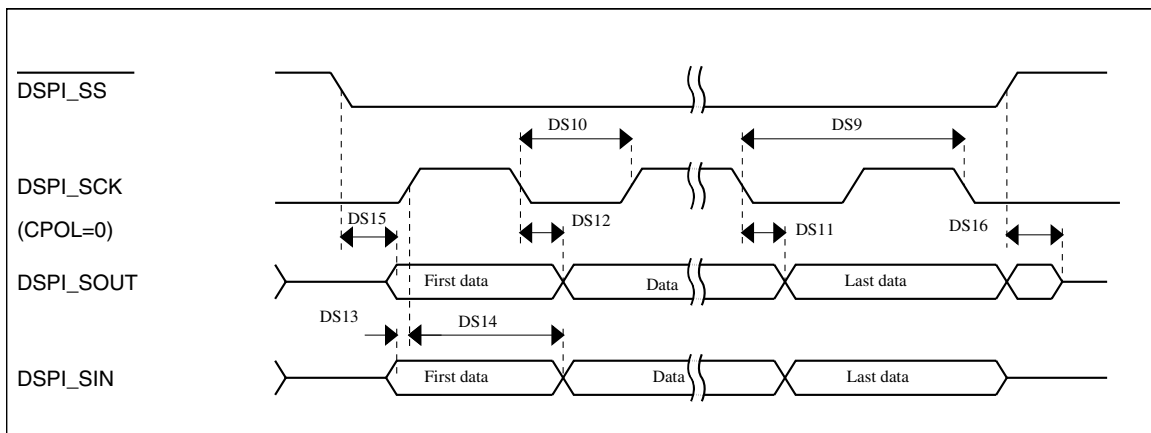 DSPI_SS
DS10
DS9
DSPI_SCK
(CPOL=0)
DS15
DS12
DS11
DS16
DSPI_SOUT
First data
Data
Last data
DS13
DS14
DSPI_SIN
First data
Data
Last data